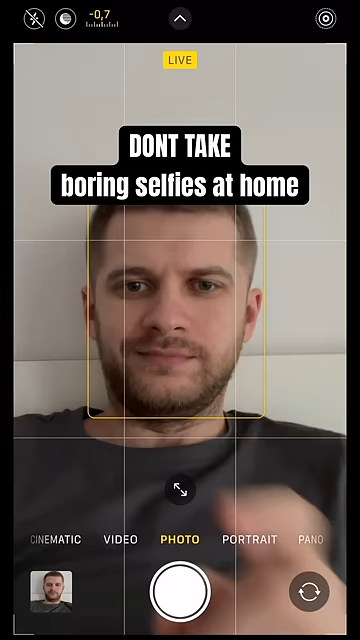 -0,7
LIVE
DONT TAKE
boring selfies at home
CINEMATIC VIDEO PHOTO PORTRAIT PANO